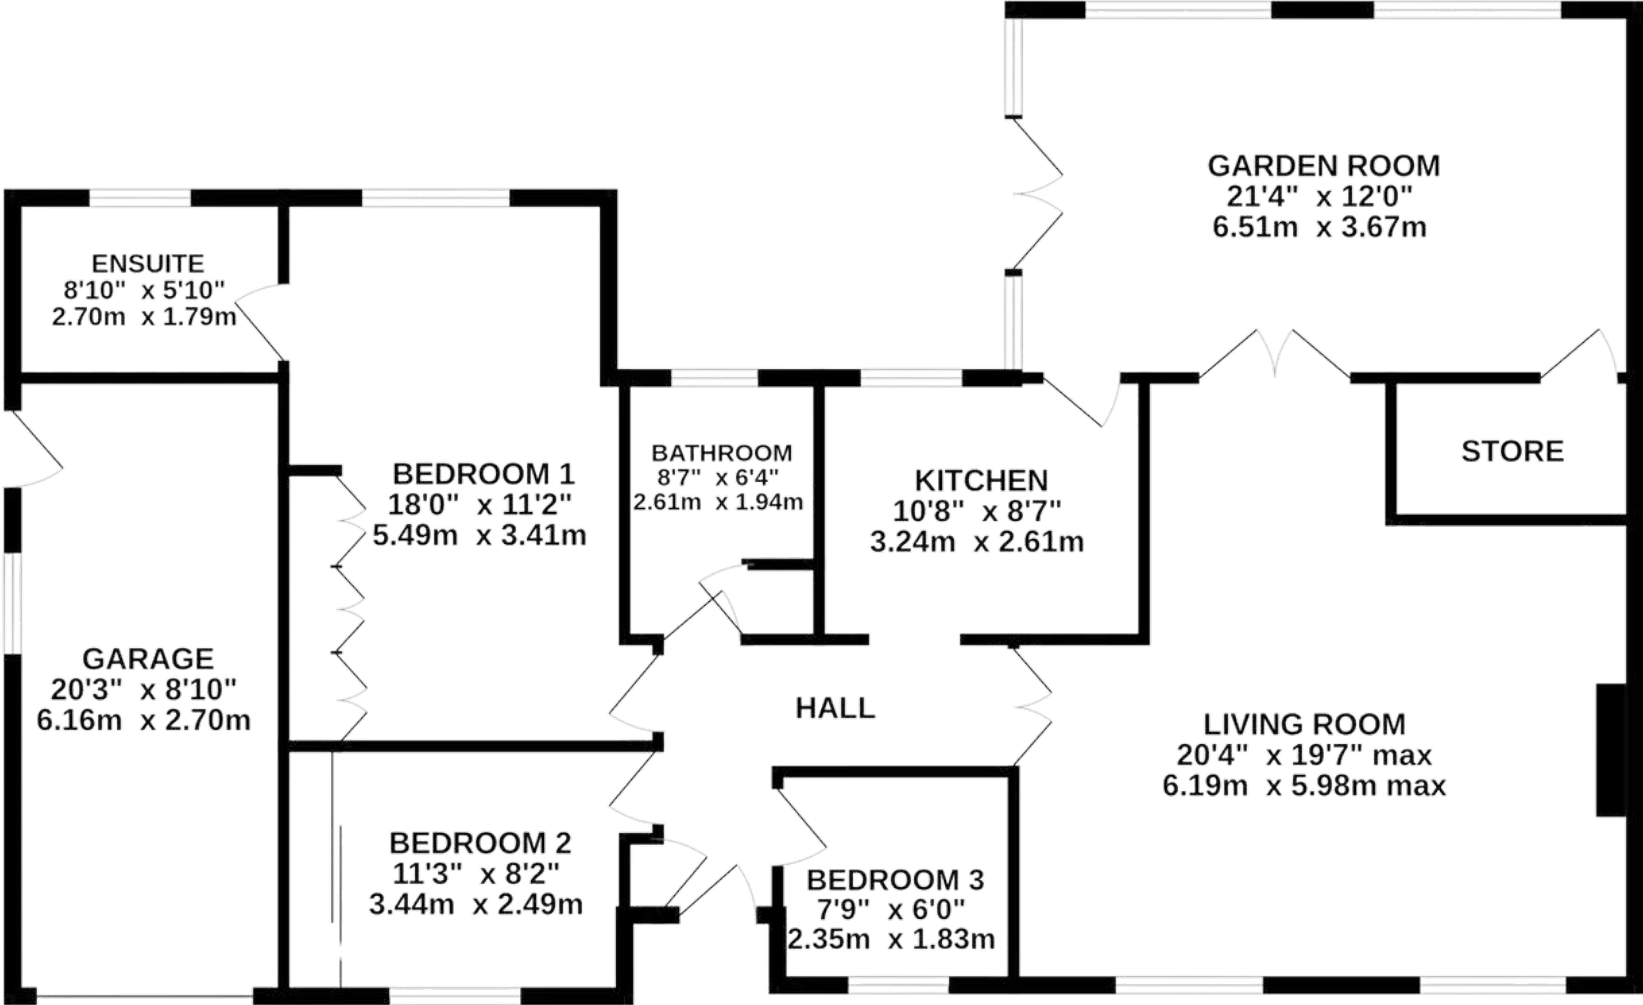 GARDEN ROOM
21'4" x 12'0"
6.51m x 3.67m
ENSUITE
8'10" x 5'10"
2.70m x 1.79m
BEDROOM 1
18'0" x 11'2"
5.49m x 3.41m
BATHROOM
8'7" x 6'4"
2.61m x 1.94m
KITCHEN
10'8" x 8'7"
3.24m x 2.61m
STORE
GARAGE
20'3" x 8'10"
6.16m x 2.70m
HALL
LIVING ROOM
20'4" x 19'7" max
6.19m x 5.98m max
BEDROOM 2
11'3" x 8'2"
3.44m x 2.49m
BEDROOM 3
7'9" x 6'0"
2.35m x 1.83m